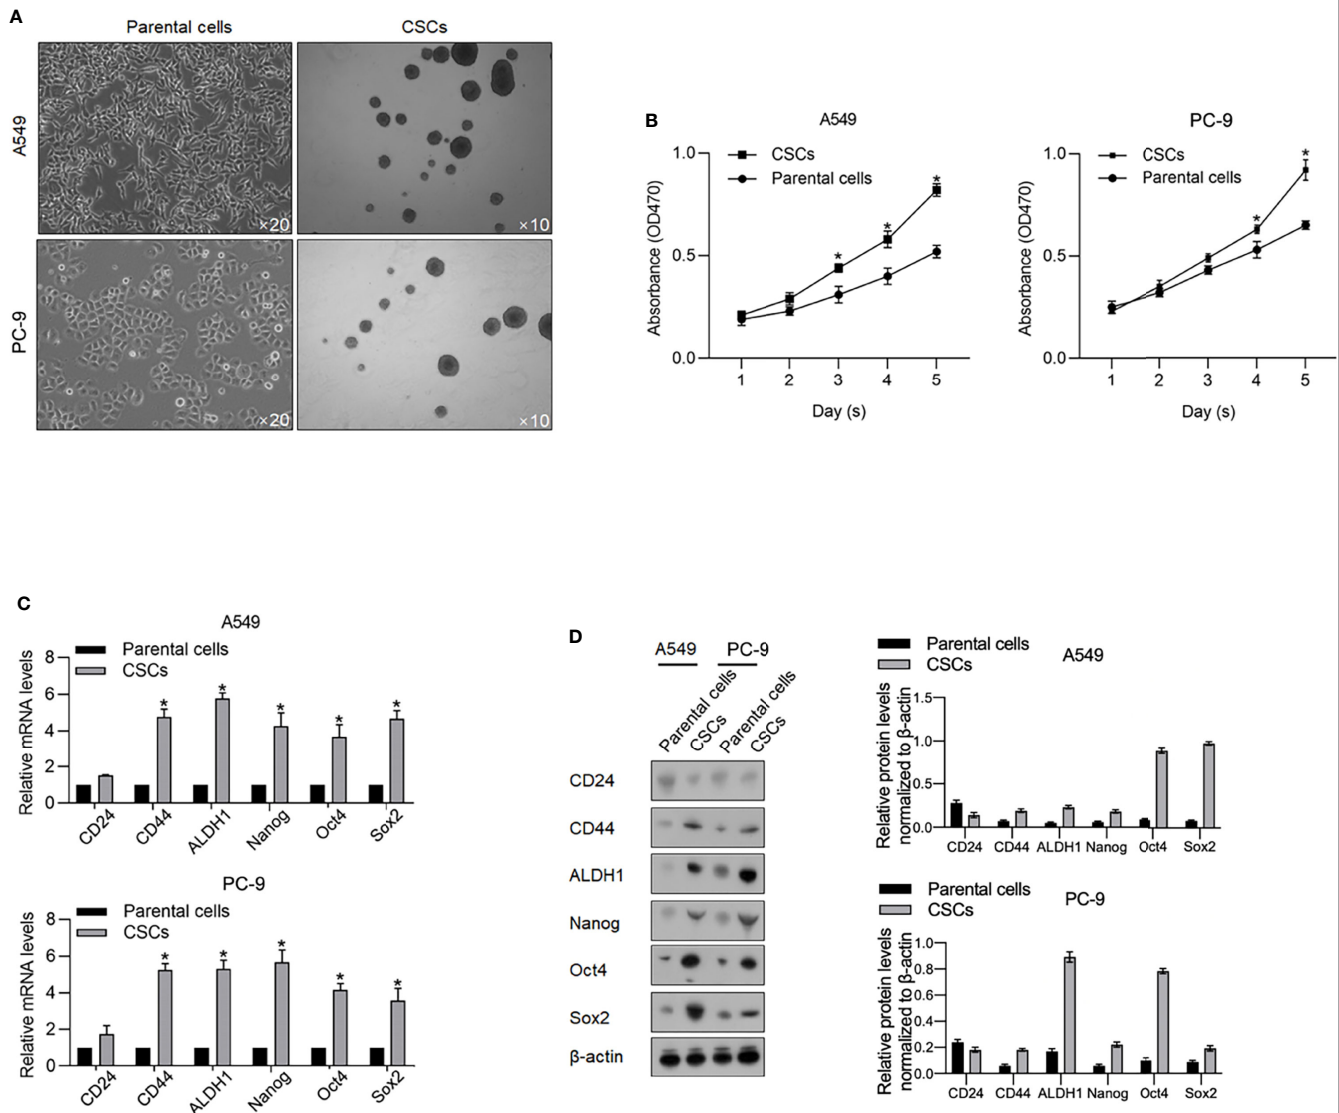 A
Parental cells
CSCs
A549
×20
×10
PC-9
×20
×10
B
A549
CSCs
Parental cells
Absorbance (OD470)
1.0
0.5
0.0
*
*
*
1 2 3 4 5
Day (s)
PC-9
CSCs
Parental cells
Absorbance (OD470)
1.0
0.5
0.0
*
*
1 2 3 4 5
Day (s)
C
A549
Parental cells
CSCs
Relative mRNA levels
8
6
4
2
0
* * * * *
CD24 CD44 ALDH1 Nanog Oct4 Sox2
PC-9
Parental cells
CSCs
Relative mRNA levels
8
6
4
2
0
* * * * *
CD24 CD44 ALDH1 Nanog Oct4 Sox2
D
A549 PC-9
Parental cells
CSCs
Parental cells
CSCs
CD24
CD44
ALDH1
Nanog
Oct4
Sox2
β-actin
Parental cells
CSCs
A549
Relative protein levels
normalized to β-actin
1.5
1.0
0.5
0.0
CD24 CD44 ALDH1 Nanog Oct4 Sox2
Parental cells
CSCs
PC-9
Relative protein levels
normalized to β-actin
1.0
0.8
0.6
0.4
0.2
0.0
CD24 CD44 ALDH1 Nanog Oct4 Sox2